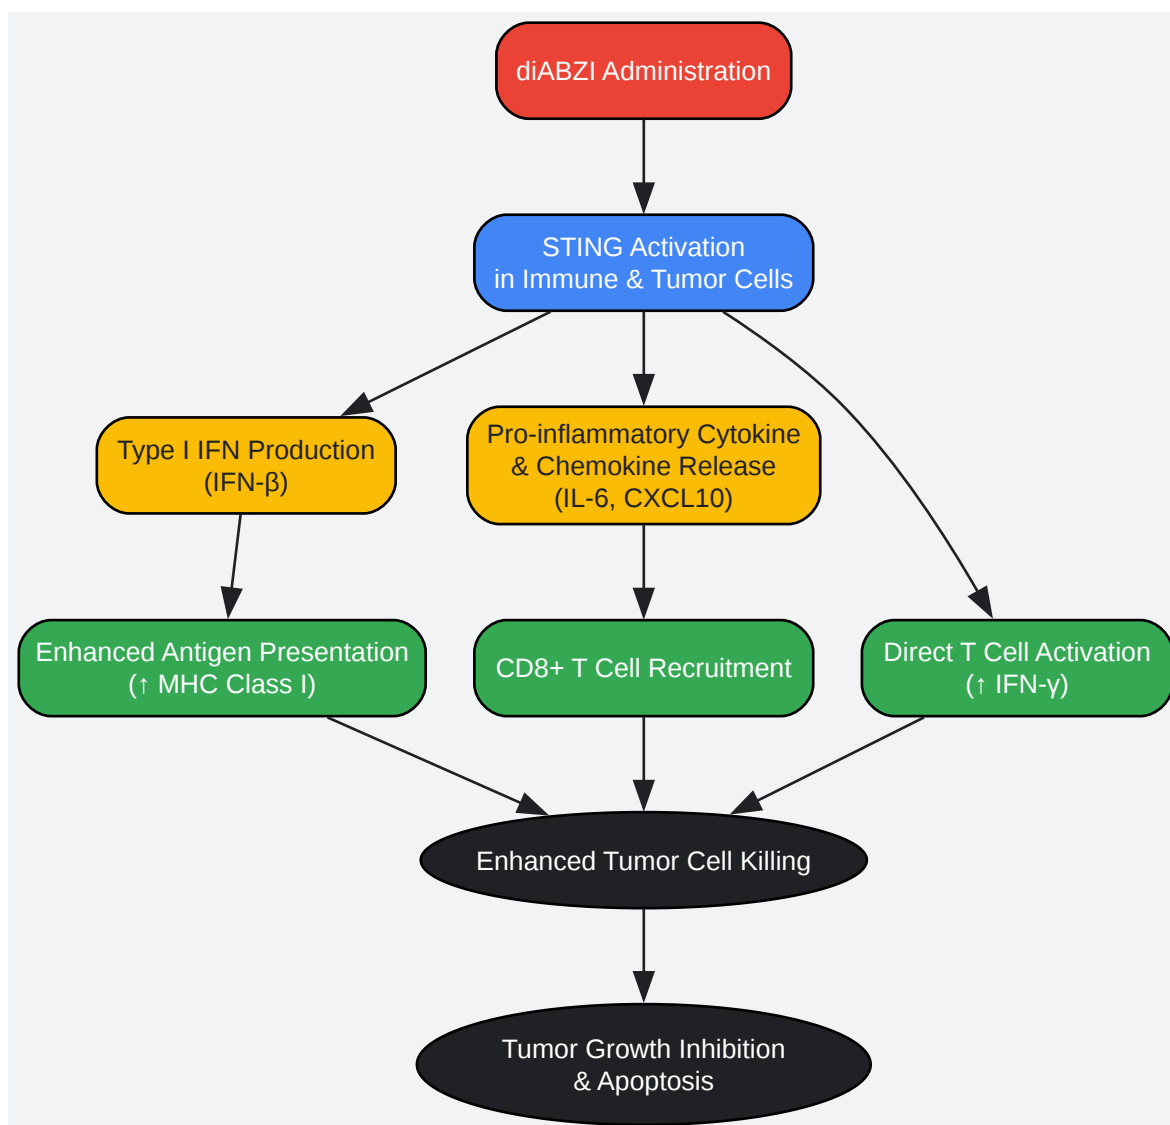 diABZI Administration
STING Activation
in Immune & Tumor Cells
Type I IFN Production
(IFN-β)
Pro-inflammatory Cytokine
& Chemokine Release
(IL-6, CXCL10)
Enhanced Antigen Presentation
(↑ MHC Class I)
CD8+ T Cell Recruitment
Direct T Cell Activation
(↑ IFN-γ)
Enhanced Tumor Cell Killing
Tumor Growth Inhibition
& Apoptosis